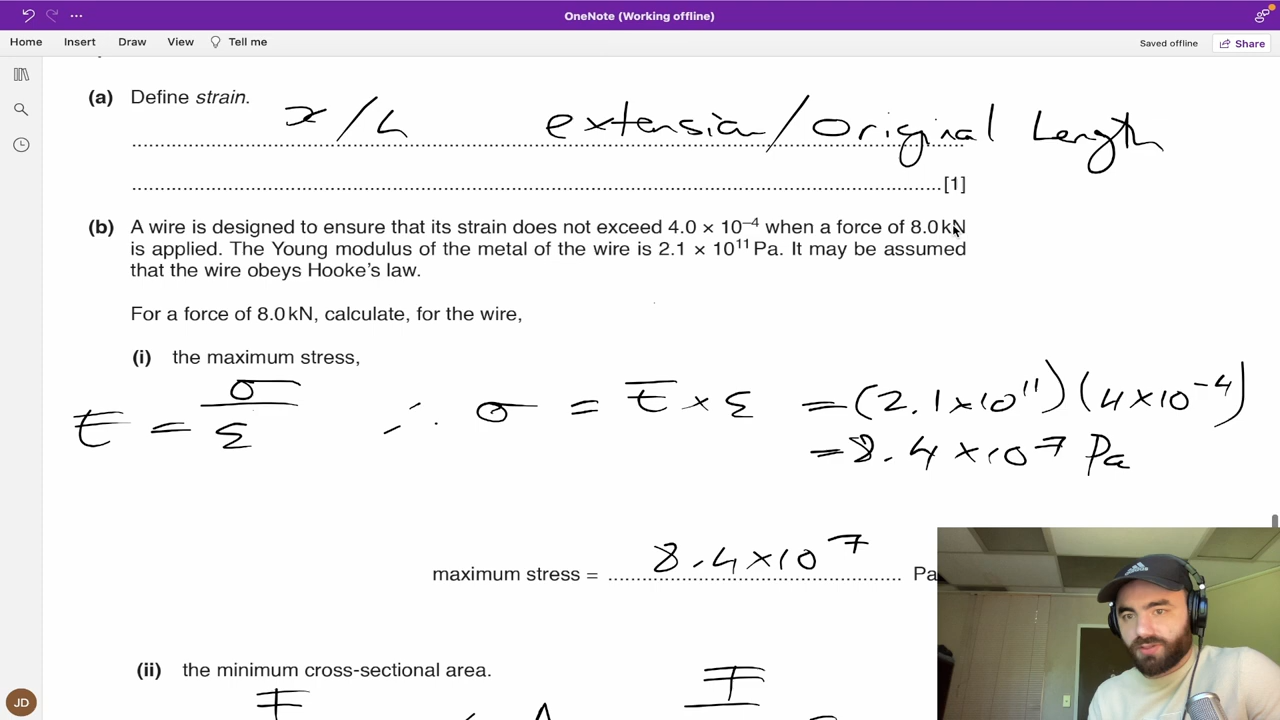 OneNote (Working offline)
Home Insert Draw View Tell me
Saved offline Share
(a) Define strain.
x/L extension/original Length
[1]
(b) A wire is designed to ensure that its strain does not exceed 4.0 × 10⁻⁴ when a force of 8.0 kN
is applied. The Young modulus of the metal of the wire is 2.1 × 10¹¹ Pa. It may be assumed
that the wire obeys Hooke's law.
For a force of 8.0 kN, calculate, for the wire,
(i) the maximum stress,
E = σ/ε ∴ σ = E × ε = (2.1×10¹¹)(4×10⁻⁴)
= 8.4×10⁷ Pa
8.4×10⁷
maximum stress = ........ Pa
(ii) the minimum cross-sectional area.
F F
JD